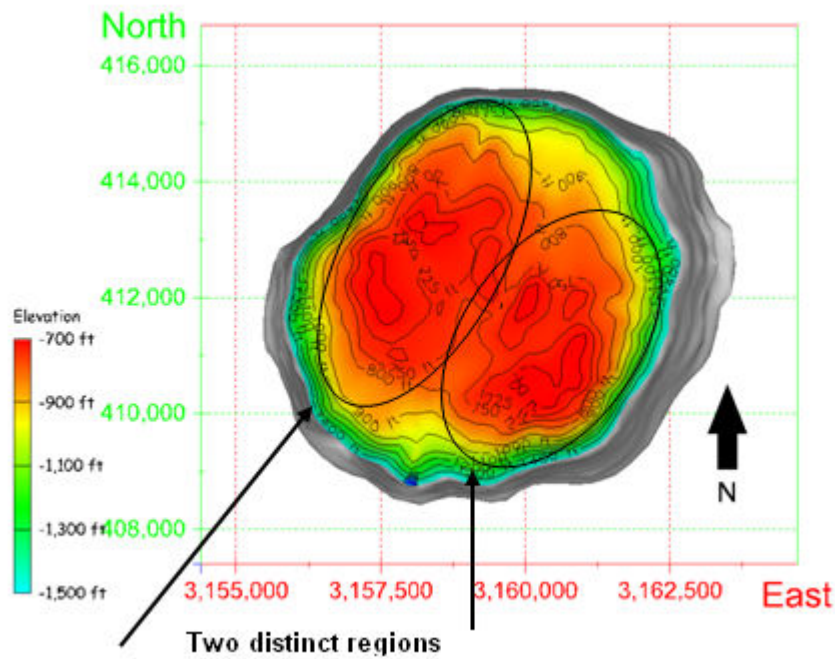 North
416,000
414,000
412,000
410,000
408,000
Elevation
-700 ft
-900 ft
-1,100 ft
-1,300 ft
-1,500 ft
N
3,155,000 3,157,500 3,160,000 3,162,500
East
Two distinct regions